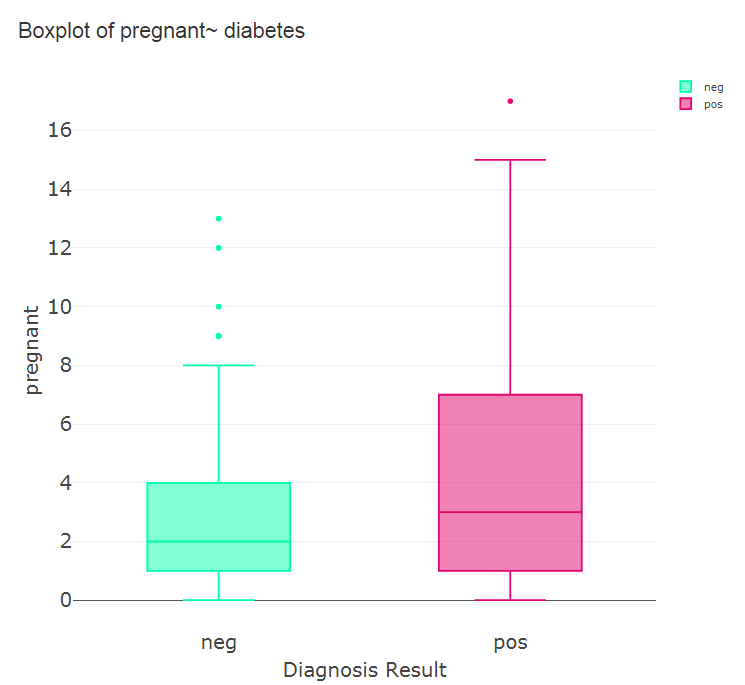 Boxplot of pregnant~ diabetes
neg
pos
pregnant
16
14
12
10
8
6
4
2
0
neg pos
Diagnosis Result